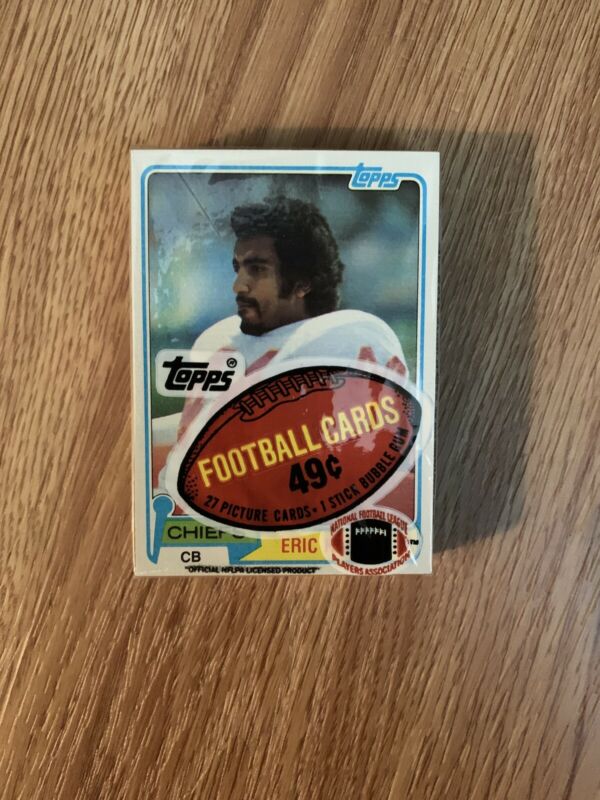 Topps
Topps®
FOOTBALL CARDS
49¢
27 PICTURE CARDS • 1 STICK BUBBLE GUM
CHIEFS
ERIC
CB
NATIONAL FOOTBALL LEAGUE
PLAYERS ASSOCIATION
TM
"OFFICIAL NFLPA LICENSED PRODUCT"